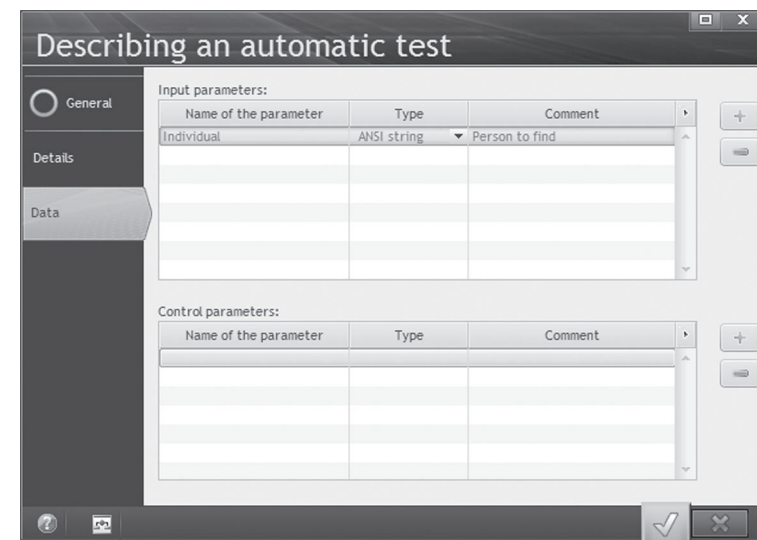 Describing an automatic test
General
Details
Data
Input parameters:
Name of the parameter Type Comment
Individual ANSI string Person to find
Control parameters:
Name of the parameter Type Comment